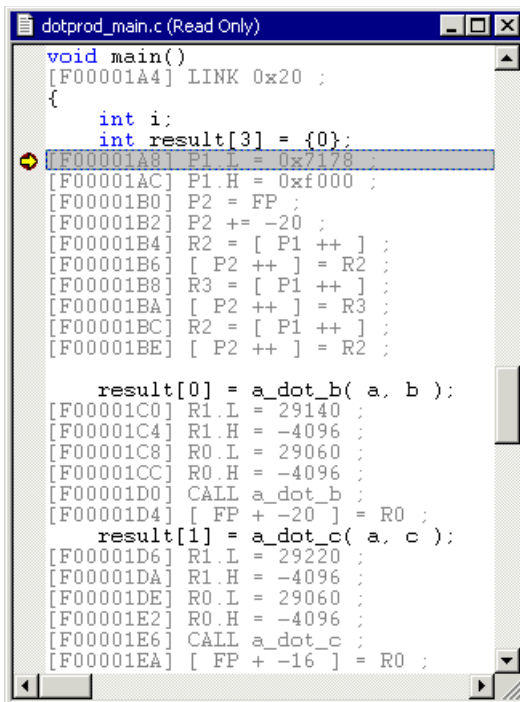 dotprod_main.c (Read Only)
void main()
[F00001A4] LINK 0x20 ;
{
    int i;
    int result[3] = {0};
[F00001A8] P1.L = 0x7178 ;
[F00001AC] P1.H = 0xf000 ;
[F00001B0] P2 = FP ;
[F00001B2] P2 += -20 ;
[F00001B4] R2 = [ P1 ++ ] ;
[F00001B6] [ P2 ++ ] = R2 ;
[F00001B8] R3 = [ P1 ++ ] ;
[F00001BA] [ P2 ++ ] = R3 ;
[F00001BC] R2 = [ P1 ++ ] ;
[F00001BE] [ P2 ++ ] = R2 ;
    result[0] = a_dot_b( a, b );
[F00001C0] R1.L = 29140 ;
[F00001C4] R1.H = -4096 ;
[F00001C8] R0.L = 29060 ;
[F00001CC] R0.H = -4096 ;
[F00001D0] CALL a_dot_b ;
[F00001D4] [ FP + -20 ] = R0 ;
    result[1] = a_dot_c( a, c );
[F00001D6] R1.L = 29220 ;
[F00001DA] R1.H = -4096 ;
[F00001DE] R0.L = 29060 ;
[F00001E2] R0.H = -4096 ;
[F00001E6] CALL a_dot_c ;
[F00001EA] [ FP + -16 ] = R0 ;